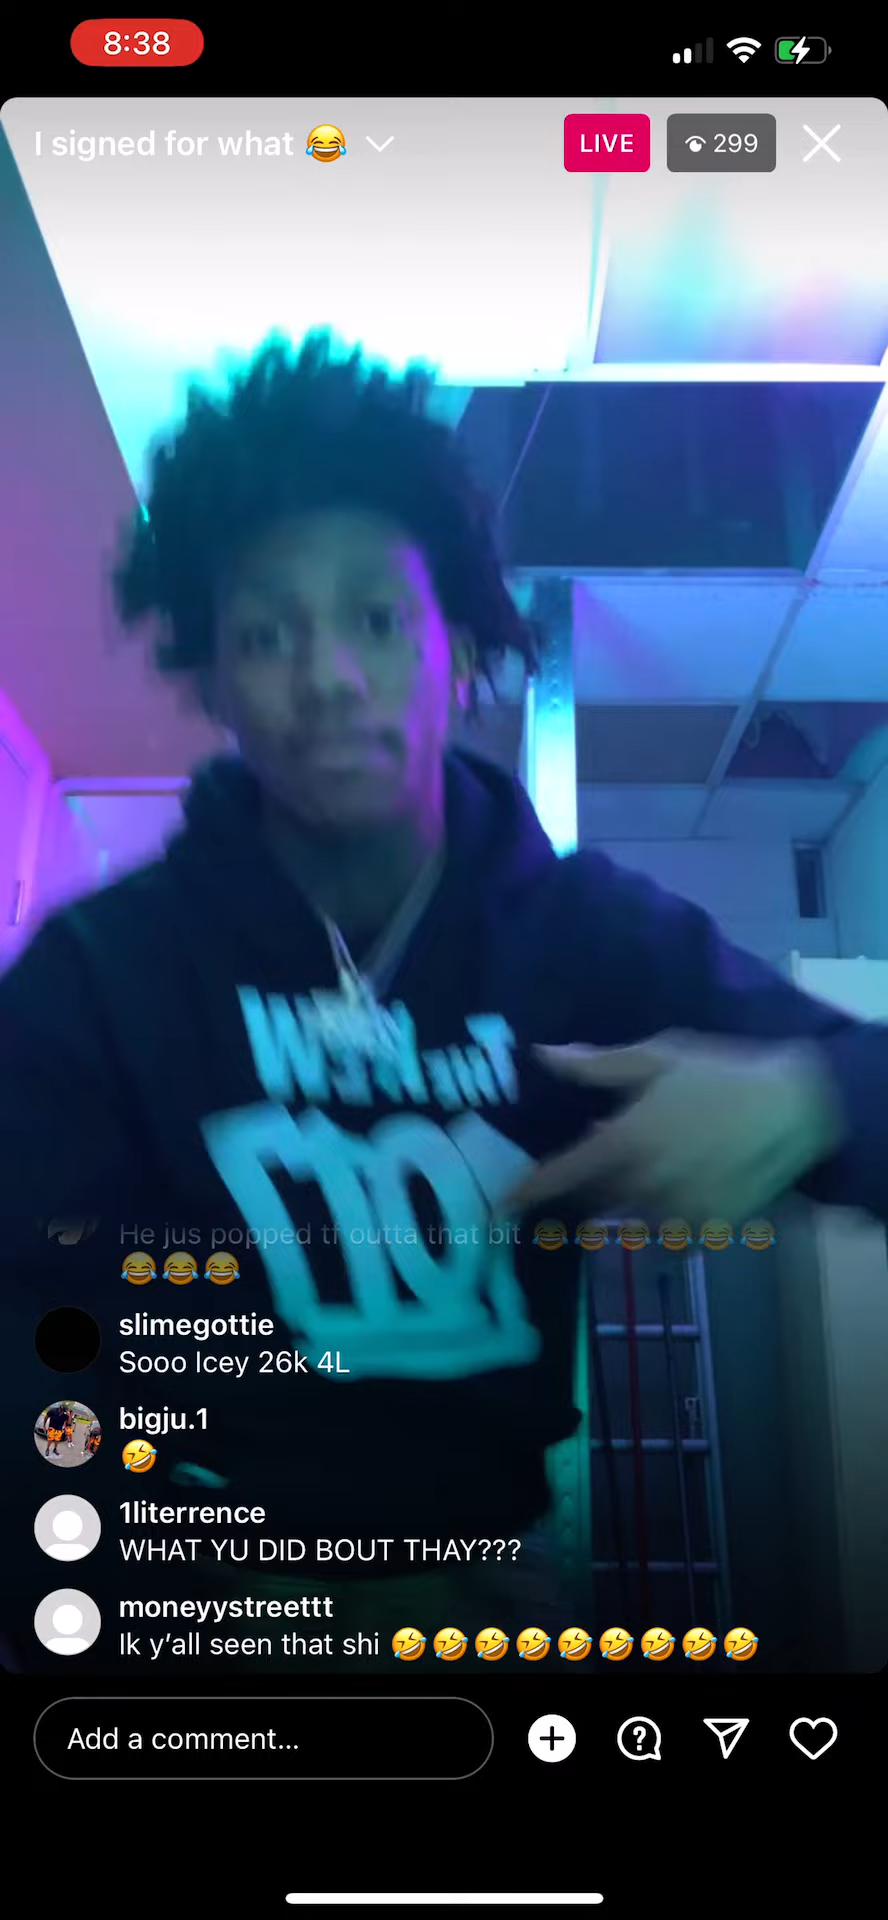 8:38
I signed for what 😂
LIVE
299
He jus popped tf outta that bit 😂😂😂😂😂😂
😂😂😂
slimegottie
Sooo Icey 26k 4L
bigju.1
🤣
1literrence
WHAT YU DID BOUT THAY???
moneyystreettt
Ik y'all seen that shi 🤣🤣🤣🤣🤣🤣🤣🤣🤣
Add a comment...